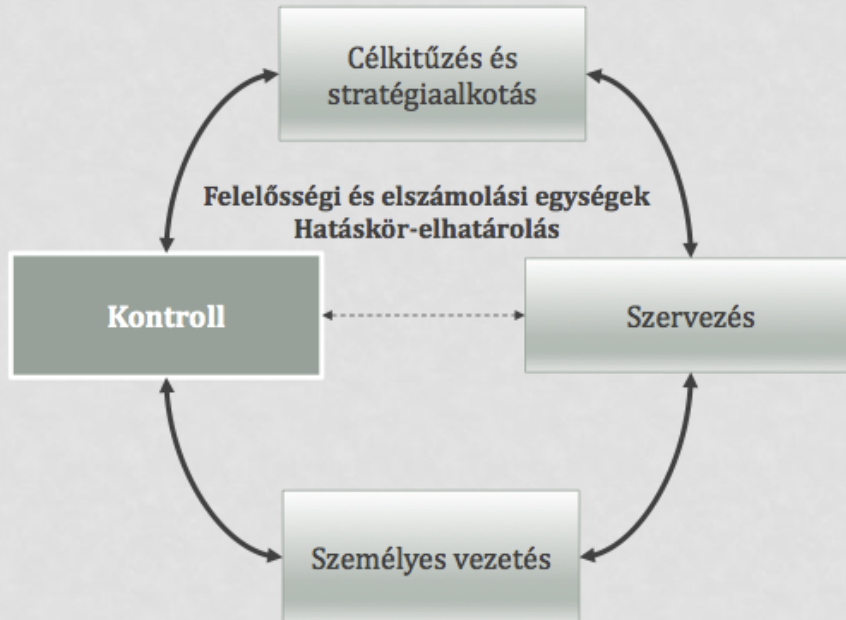 Célkitűzés és
stratégiaalkotás
Felelősségi és elszámolási egységek
Hatáskör-elhatárolás
Kontroll
Szervezés
Személyes vezetés